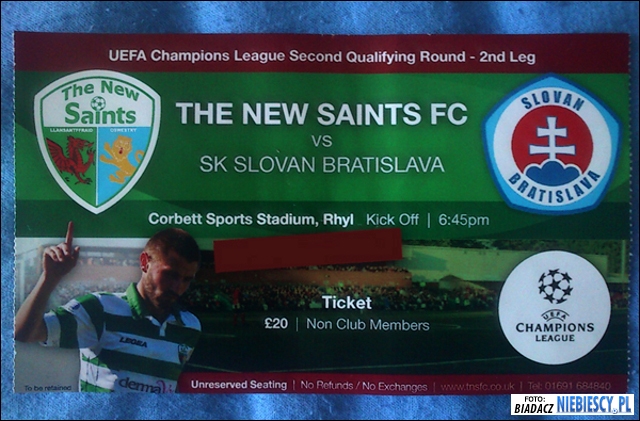 UEFA Champions League Second Qualifying Round - 2nd Leg
The New
Saints
LLANSANTFFRAID OSWESTRY
THE NEW SAINTS FC
VS
SK SLOVAN BRATISLAVA
SLOVAN
BRATISLAVA
Corbett Sports Stadium, Rhyl Kick Off | 6:45pm
Ticket
£20 | Non Club Members
LEGEA
derma
UEFA
CHAMPIONS
LEAGUE
To be retained
Unreserved Seating | No Refunds / No Exchanges | www.tnsfc.co.uk | Tel: 01691 684840
FOTO:
BIADACZ
NIEBIESCY.PL